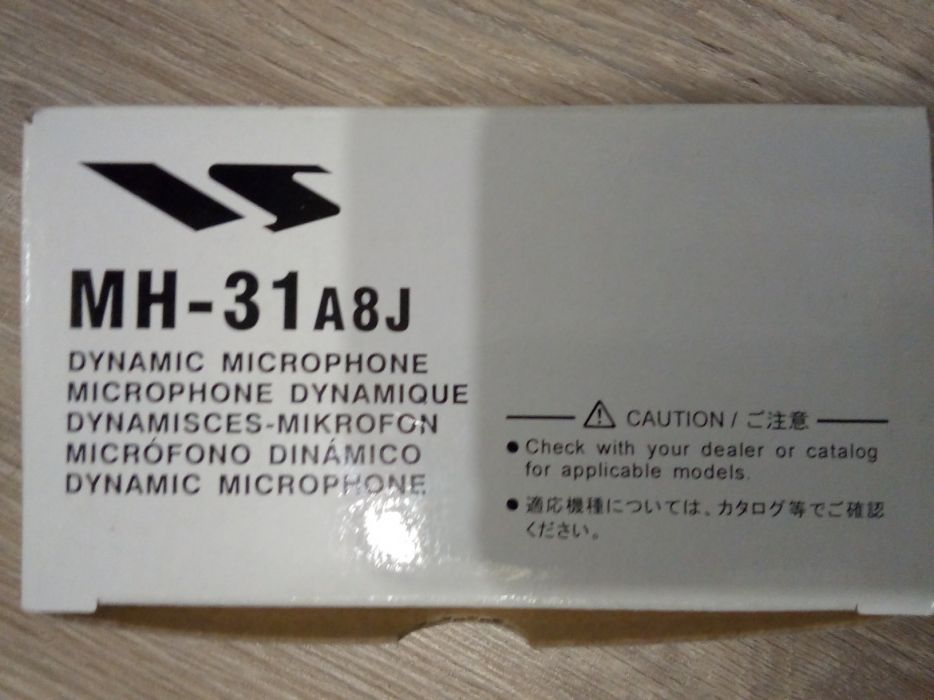 VS
MH-31A8J
DYNAMIC MICROPHONE
MICROPHONE DYNAMIQUE
DYNAMISCES-MIKROFON
MICRÓFONO DINÁMICO
DYNAMIC MICROPHONE
CAUTION / ご注意
● Check with your dealer or catalog
for applicable models.
● 適応機種については、カタログ等でご確認
ください。